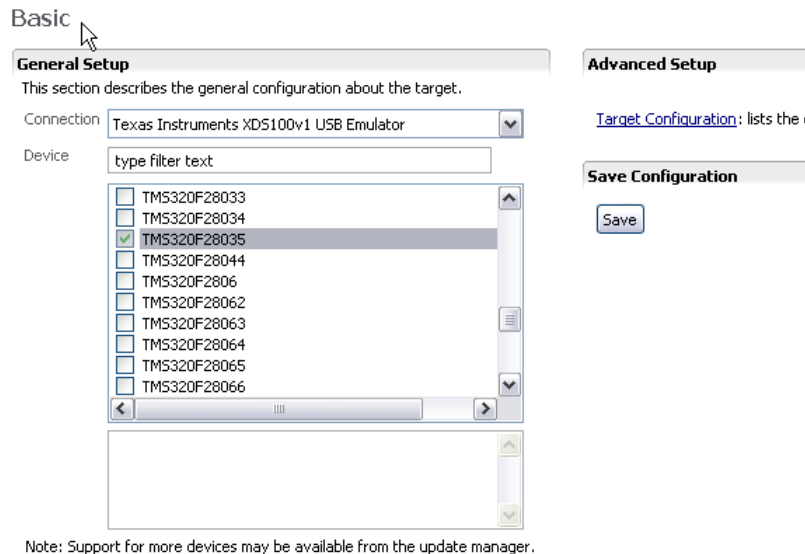 Basic
General Setup
This section describes the general configuration about the target.
Connection
Texas Instruments XDS100v1 USB Emulator
Device
type filter text
TMS320F28033
TMS320F28034
TMS320F28035
TMS320F28044
TMS320F2806
TMS320F28062
TMS320F28063
TMS320F28064
TMS320F28065
TMS320F28066
Note: Support for more devices may be available from the update manager.
Advanced Setup
Target Configuration: lists the
Save Configuration
Save